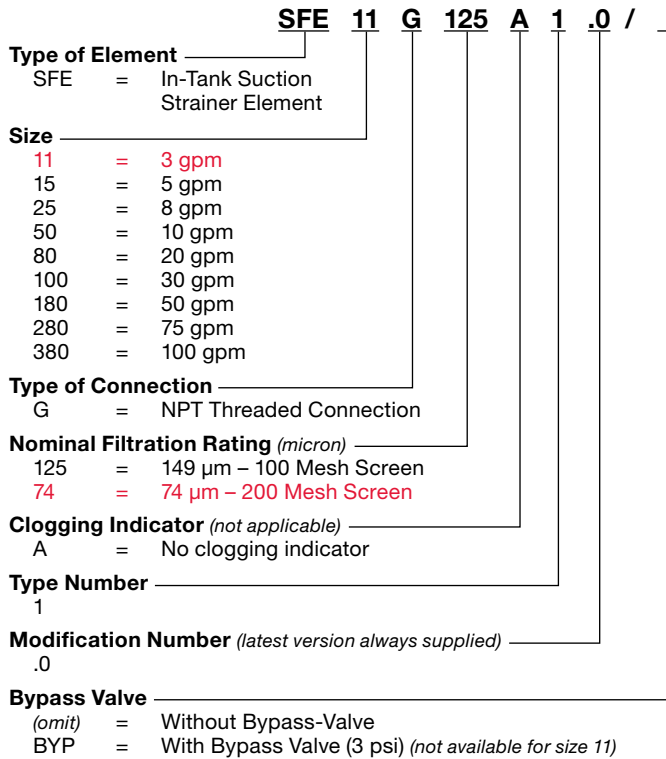 SFE 11 G 125 A 1 .0 / _
Type of Element
SFE = In-Tank Suction
Strainer Element
Size
11 = 3 gpm
15 = 5 gpm
25 = 8 gpm
50 = 10 gpm
80 = 20 gpm
100 = 30 gpm
180 = 50 gpm
280 = 75 gpm
380 = 100 gpm
Type of Connection
G = NPT Threaded Connection
Nominal Filtration Rating (micron)
125 = 149 µm – 100 Mesh Screen
74 = 74 µm – 200 Mesh Screen
Clogging Indicator (not applicable)
A = No clogging indicator
Type Number
1
Modification Number (latest version always supplied)
.0
Bypass Valve
(omit) = Without Bypass-Valve
BYP = With Bypass Valve (3 psi) (not available for size 11)